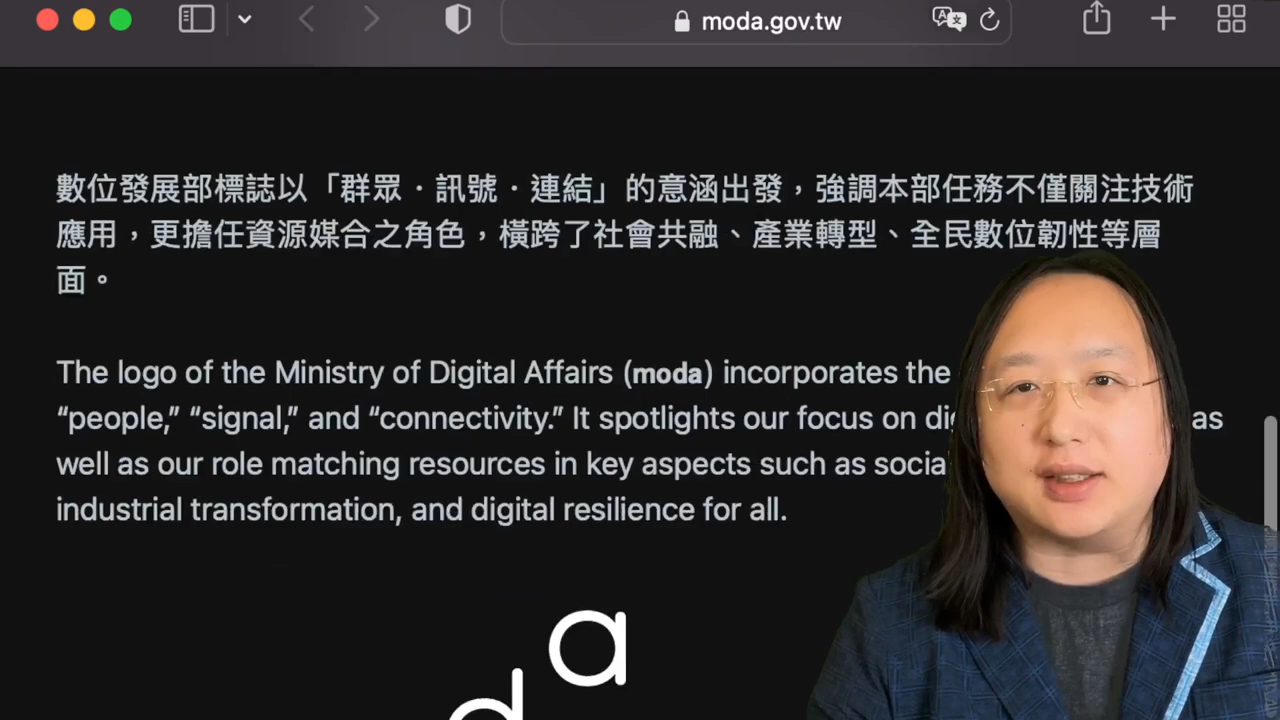 moda.gov.tw
數位發展部標誌以「群眾．訊號．連結」的意涵出發，強調本部任務不僅關注技術
應用，更擔任資源媒合之角色，橫跨了社會共融、產業轉型、全民數位韌性等層
面。
The logo of the Ministry of Digital Affairs (moda) incorporates the
“people,” “signal,” and “connectivity.” It spotlights our focus on as
well as our role matching resources in key aspects such as
industrial transformation, and digital resilience for all.
a
d